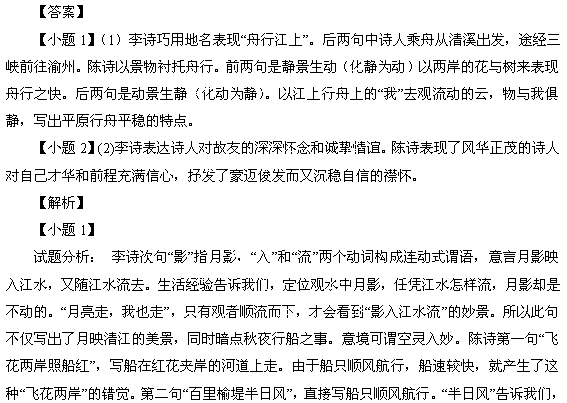 【答案】
【小题 1】（1）李诗巧用地名表现“舟行江上”。后两句中诗人乘舟从清溪出发，途经三
峡前往渝州。陈诗以景物衬托舟行。前两句是静景生动（化静为动）以两岸的花与树来表现
舟行之快。后两句是动景生静（化动为静）。以江上行舟上的“我”去观流动的云，物与我俱
静，写出平原行舟平稳的特点。
【小题 2】(2)李诗表达诗人对故友的深深怀念和诚挚情谊。陈诗表现了风华正茂的诗人
对自己才华和前程充满信心，抒发了豪迈俊发而又沉稳自信的襟怀。
【解析】
【小题 1】
试题分析： 李诗次句“影”指月影，“入”和“流”两个动词构成连动式谓语，意言月影映
入江水，又随江水流去。生活经验告诉我们，定位观水中月影，任凭江水怎样流，月影却是
不动的。“月亮走，我也走”，只有观者顺流而下，才会看到“影入江水流”的妙景。所以此句
不仅写出了月映清江的美景，同时暗点秋夜行船之事。意境可谓空灵入妙。陈诗第一句“飞
花两岸照船红”，写船在红花夹岸的河道上走。由于船只顺风航行，船速较快，就产生了这
种“飞花两岸”的错觉。第二句“百里榆堤半日风”，直接写船只顺风航行。“半日风”告诉我们，